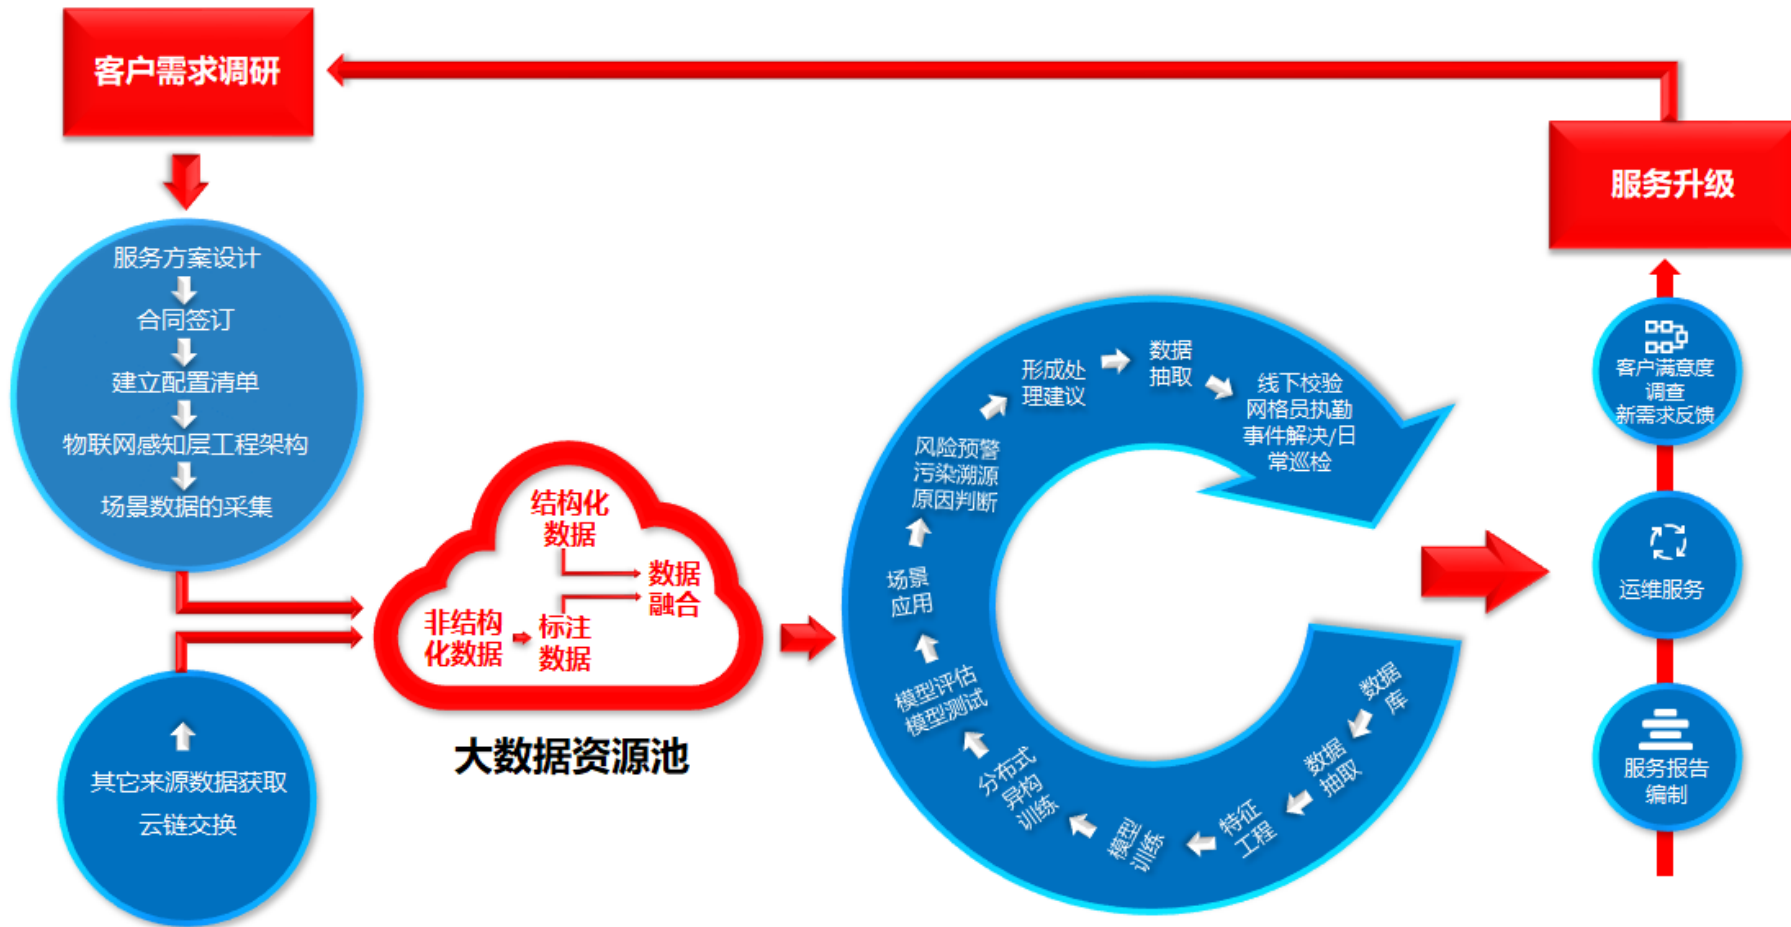 客户需求调研
服务方案设计
合同签订
建立配置清单
物联网感知层工程架构
场景数据的采集
其它来源数据获取
云链交换
结构化
数据
非结构
化数据
标注
数据
数据
融合
大数据资源池
数据
库
数据
抽取
特征
工程
模型
训练
分布式
异构
训练
模型评估
模型测试
场景
应用
风险预警
污染溯源
原因判断
形成处
理建议
数据
抽取
线下校验
网格员执勤
事件解决/日
常巡检
服务报告
编制
运维服务
客户满意度
调查
新需求反馈
服务升级